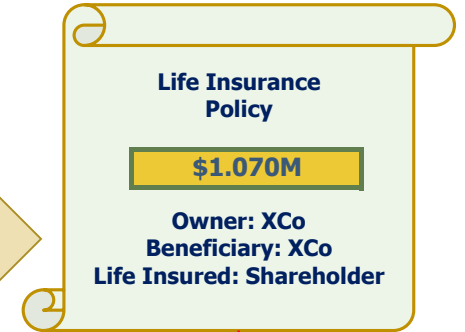 Life Insurance
Policy
$1.070M
Owner: XCo
Beneficiary: XCo
Life Insured: Shareholder